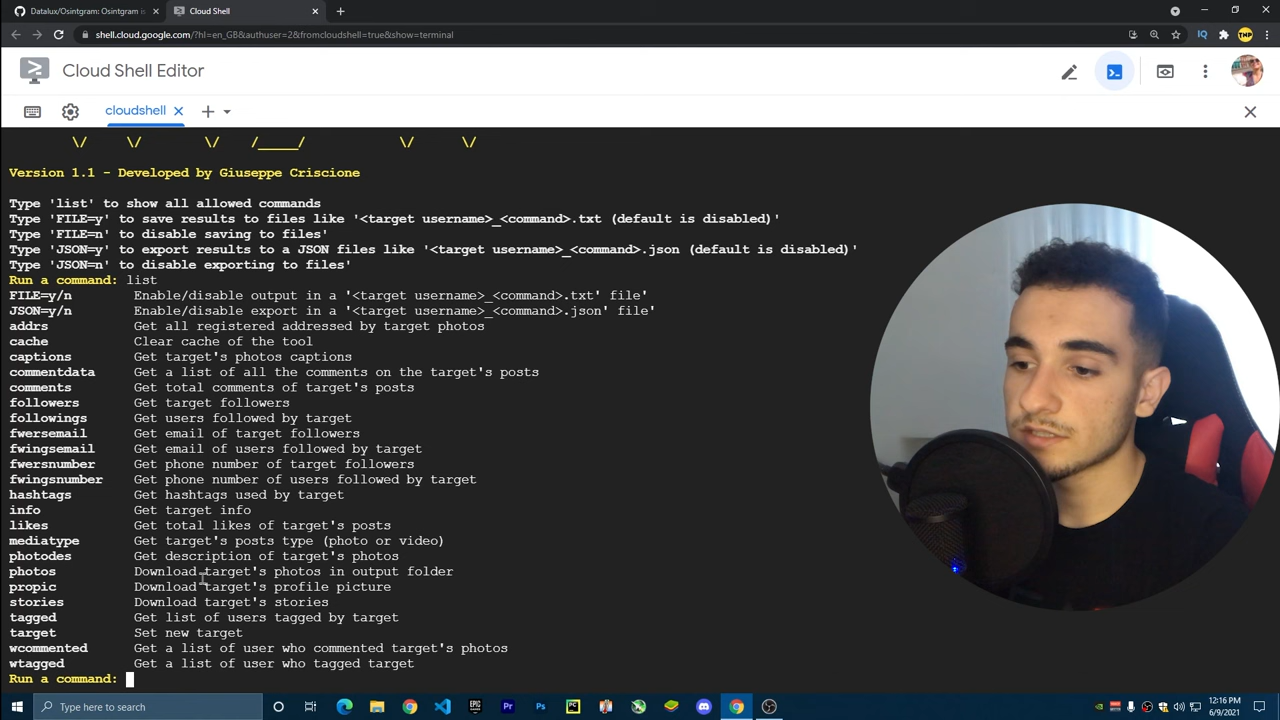 Datalux/Osintgram: Osintgram is
Cloud Shell
shell.cloud.google.com/?hl=en_GB&authuser=2&fromcloudshell=true&show=terminal
Cloud Shell Editor
cloudshell
Version 1.1 - Developed by Giuseppe Criscione
Type 'list' to show all allowed commands
Type 'FILE=y' to save results to files like '<target username>_<command>.txt (default is disabled)'
Type 'FILE=n' to disable saving to files'
Type 'JSON=y' to export results to a JSON files like '<target username>_<command>.json (default is disabled)'
Type 'JSON=n' to disable exporting to files'
Run a command: list
FILE=y/n Enable/disable output in a '<target username>_<command>.txt' file'
JSON=y/n Enable/disable export in a '<target username>_<command>.json' file'
addrs Get all registered addressed by target photos
cache Clear cache of the tool
captions Get target's photos captions
commentdata Get a list of all the comments on the target's posts
comments Get total comments of target's posts
followers Get target followers
followings Get users followed by target
fwersemail Get email of target followers
fwingsemail Get email of users followed by target
fwersnumber Get phone number of target followers
fwingsnumber Get phone number of users followed by target
hashtags Get hashtags used by target
info Get target info
likes Get total likes of target's posts
mediatype Get target's posts type (photo or video)
photodes Get description of target's photos
photos Download target's photos in output folder
propic Download target's profile picture
stories Download target's stories
tagged Get list of users tagged by target
target Set new target
wcommented Get a list of user who commented target's photos
wtagged Get a list of user who tagged target
Run a command:
Type here to search
12:16 PM
6/9/2021